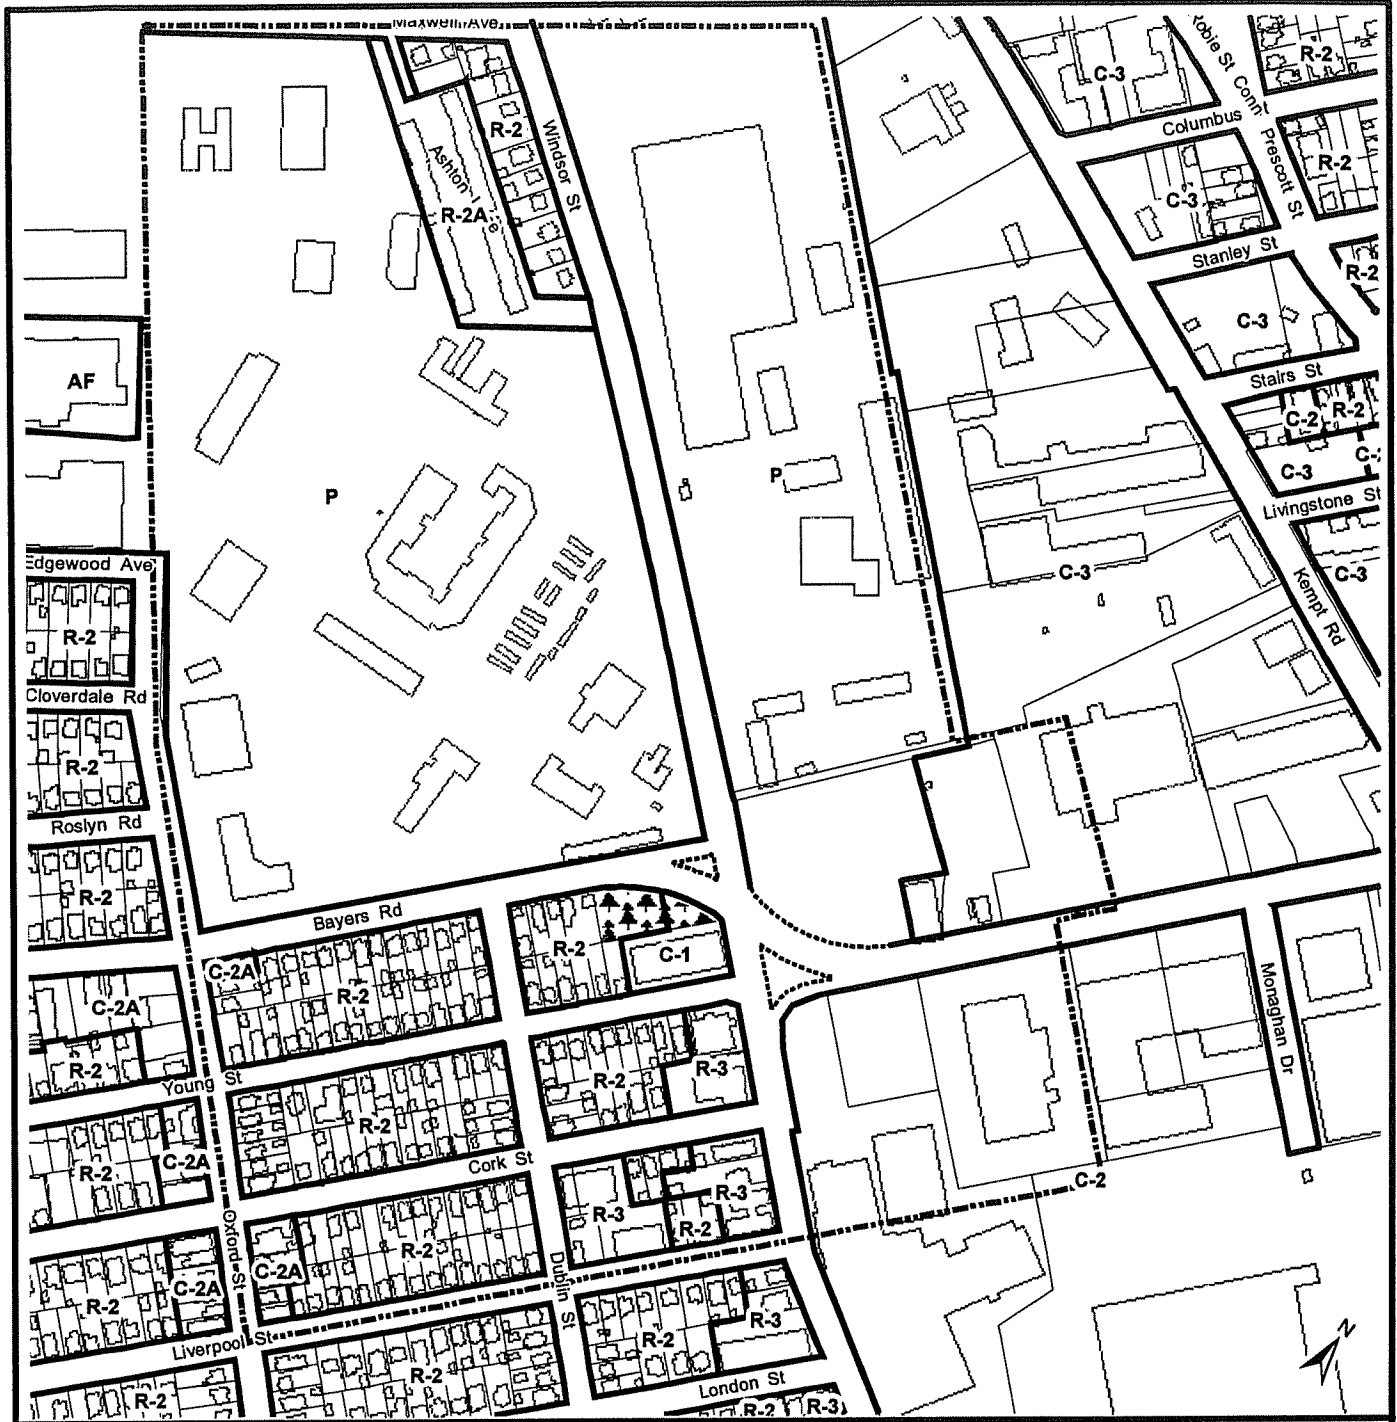 Maxwell Ave
Robie St
Conn
Prescott St
R-2
C-3
Columbus
R-2
Windsor St
R-2
Ashton
R-2A
C-3
Stanley St
R-2
C-3
AF
Stairs St
C-2
R-2
P
P
C-3
Livingstone St
C-3
C-3
Kempt Rd
Edgewood Ave
R-2
Cloverdale Rd
R-2
Roslyn Rd
R-2
Bayers Rd
R-2
C-1
C-2A
R-2
C-2A
Monaghan Dr
R-2
Young St
R-2
R-3
R-2
R-2
C-2A
Cork St
R-3
R-3
R-2
C-2
Oxford St
R-2
C-2A
C-2A
R-2
Dublin St
Liverpool St
R-2
R-3
R-2
R-2
London St
R-2
R-3
N